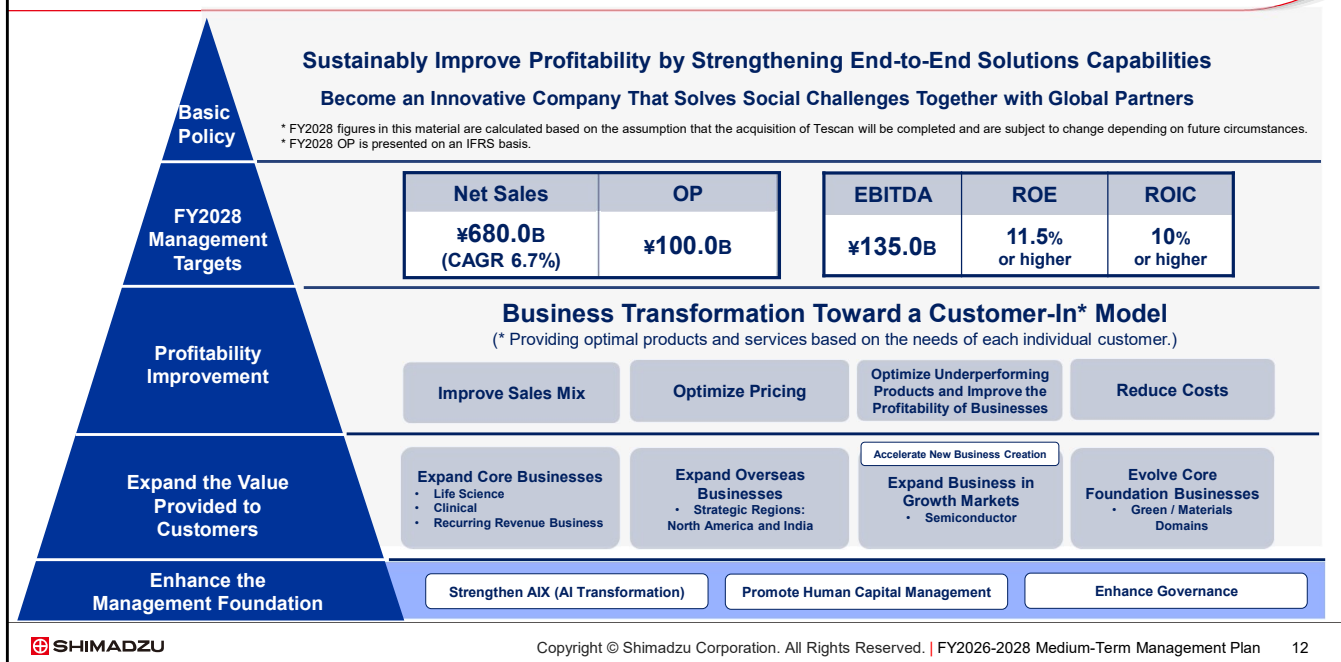 Sustainably Improve Profitability by Strengthening End-to-End Solutions Capabilities
Become an Innovative Company That Solves Social Challenges Together with Global Partners
Basic
Policy
* FY2028 figures in this material are calculated based on the assumption that the acquisition of Tescan will be completed and are subject to change depending on future circumstances.
* FY2028 OP is presented on an IFRS basis.
FY2028
Management
Targets
Net Sales
OP
¥680.0B
(CAGR 6.7%)
¥100.0B
EBITDA
ROE
ROIC
¥135.0B
11.5%
or higher
10%
or higher
Profitability
Improvement
Business Transformation Toward a Customer-In* Model
(* Providing optimal products and services based on the needs of each individual customer.)
Improve Sales Mix
Optimize Pricing
Optimize Underperforming
Products and Improve the
Profitability of Businesses
Reduce Costs
Expand the Value
Provided to
Customers
Expand Core Businesses
• Life Science
• Clinical
• Recurring Revenue Business
Expand Overseas
Businesses
• Strategic Regions:
North America and India
Accelerate New Business Creation
Expand Business in
Growth Markets
• Semiconductor
Evolve Core
Foundation Businesses
• Green / Materials
Domains
Enhance the
Management Foundation
Strengthen AIX (AI Transformation)
Promote Human Capital Management
Enhance Governance
SHIMADZU
Copyright © Shimadzu Corporation. All Rights Reserved. | FY2026-2028 Medium-Term Management Plan 12